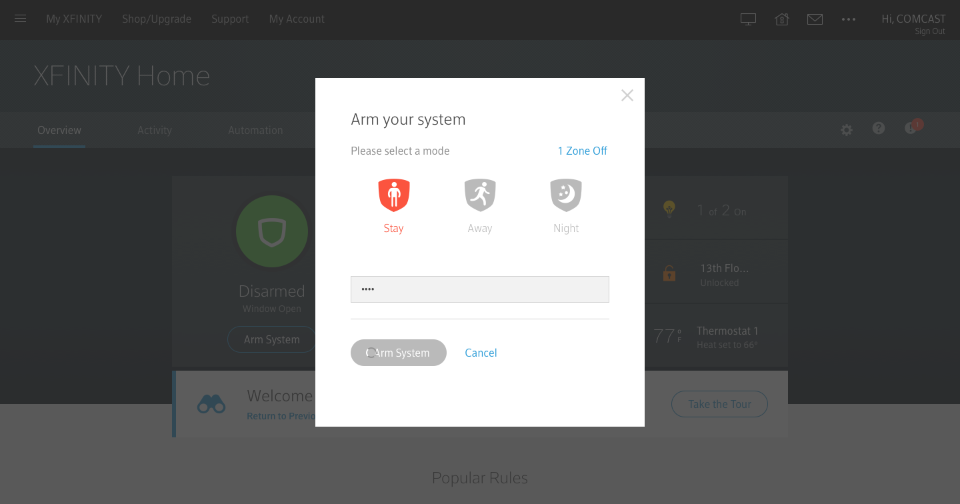 My XFINITY Shop/Upgrade Support My Account
Hi, COMCAST
Sign Out
XFINITY Home
Overview Activity Automation
Arm your system
Please select a mode 1 Zone Off
Stay Away Night
••••
Arm System Cancel
Disarmed
Window Open
Arm System
1 of 2 On
13th Flo...
Unlocked
77° F
Thermostat 1
Heat set to 66°
Welcome
Return to Previo
Take the Tour
Popular Rules